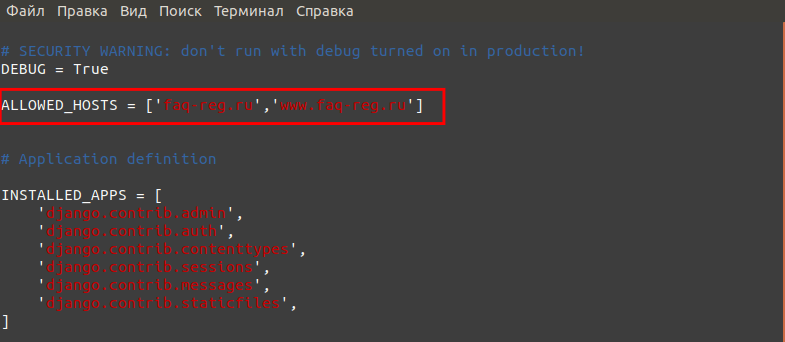 Файл Правка Вид Поиск Терминал Справка
# SECURITY WARNING: don't run with debug turned on in production!
DEBUG = True
ALLOWED_HOSTS = ['faq-reg.ru','www.faq-reg.ru']
# Application definition
INSTALLED_APPS = [
    'django.contrib.admin',
    'django.contrib.auth',
    'django.contrib.contenttypes',
    'django.contrib.sessions',
    'django.contrib.messages',
    'django.contrib.staticfiles',
]